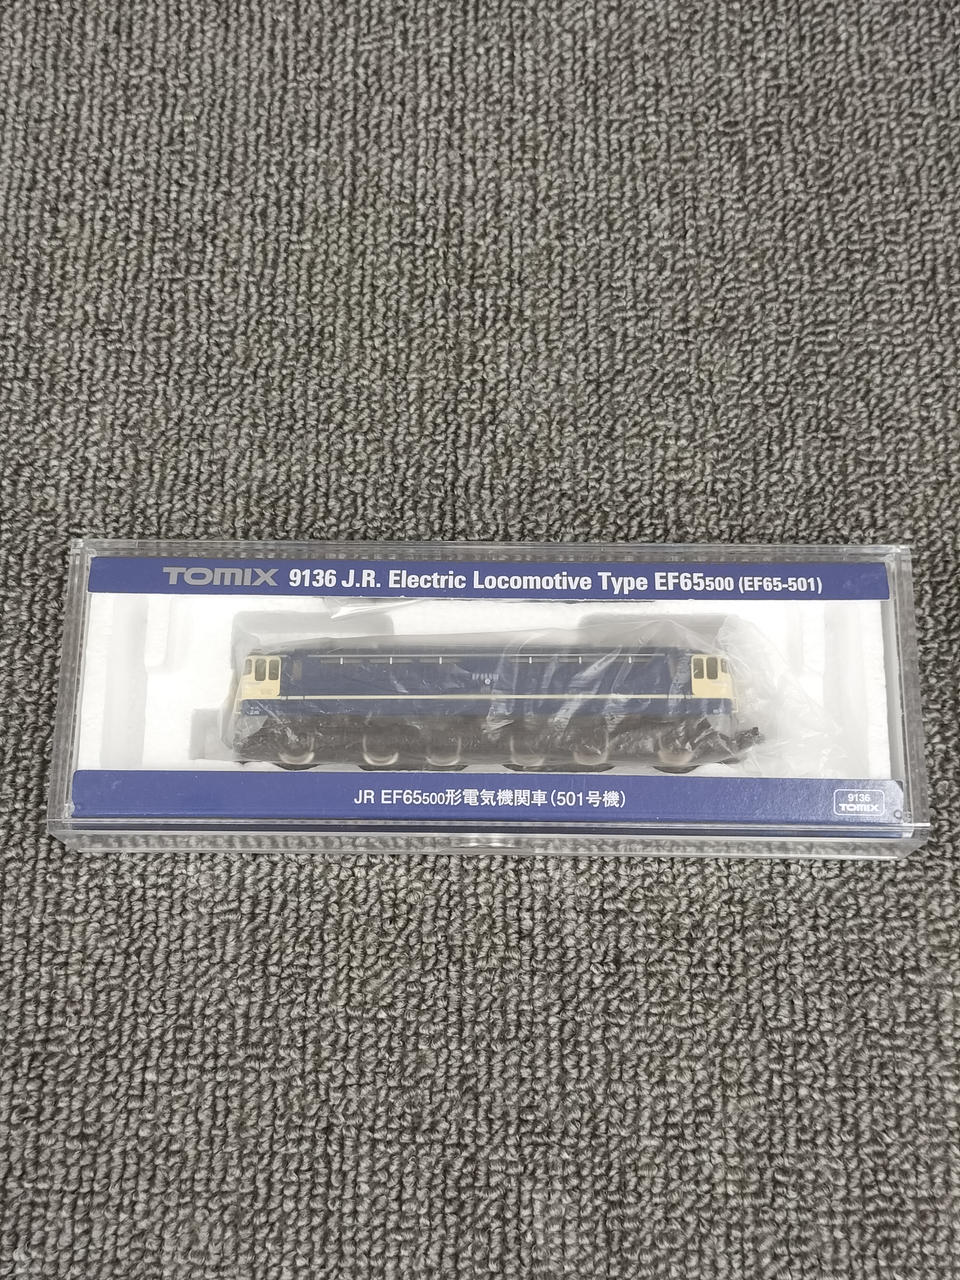 TOMIX 9136 J.R. Electric Locomotive Type EF65500 (EF65-501)
JR EF65500形電気機関車(501号機)
9136
TOMIX